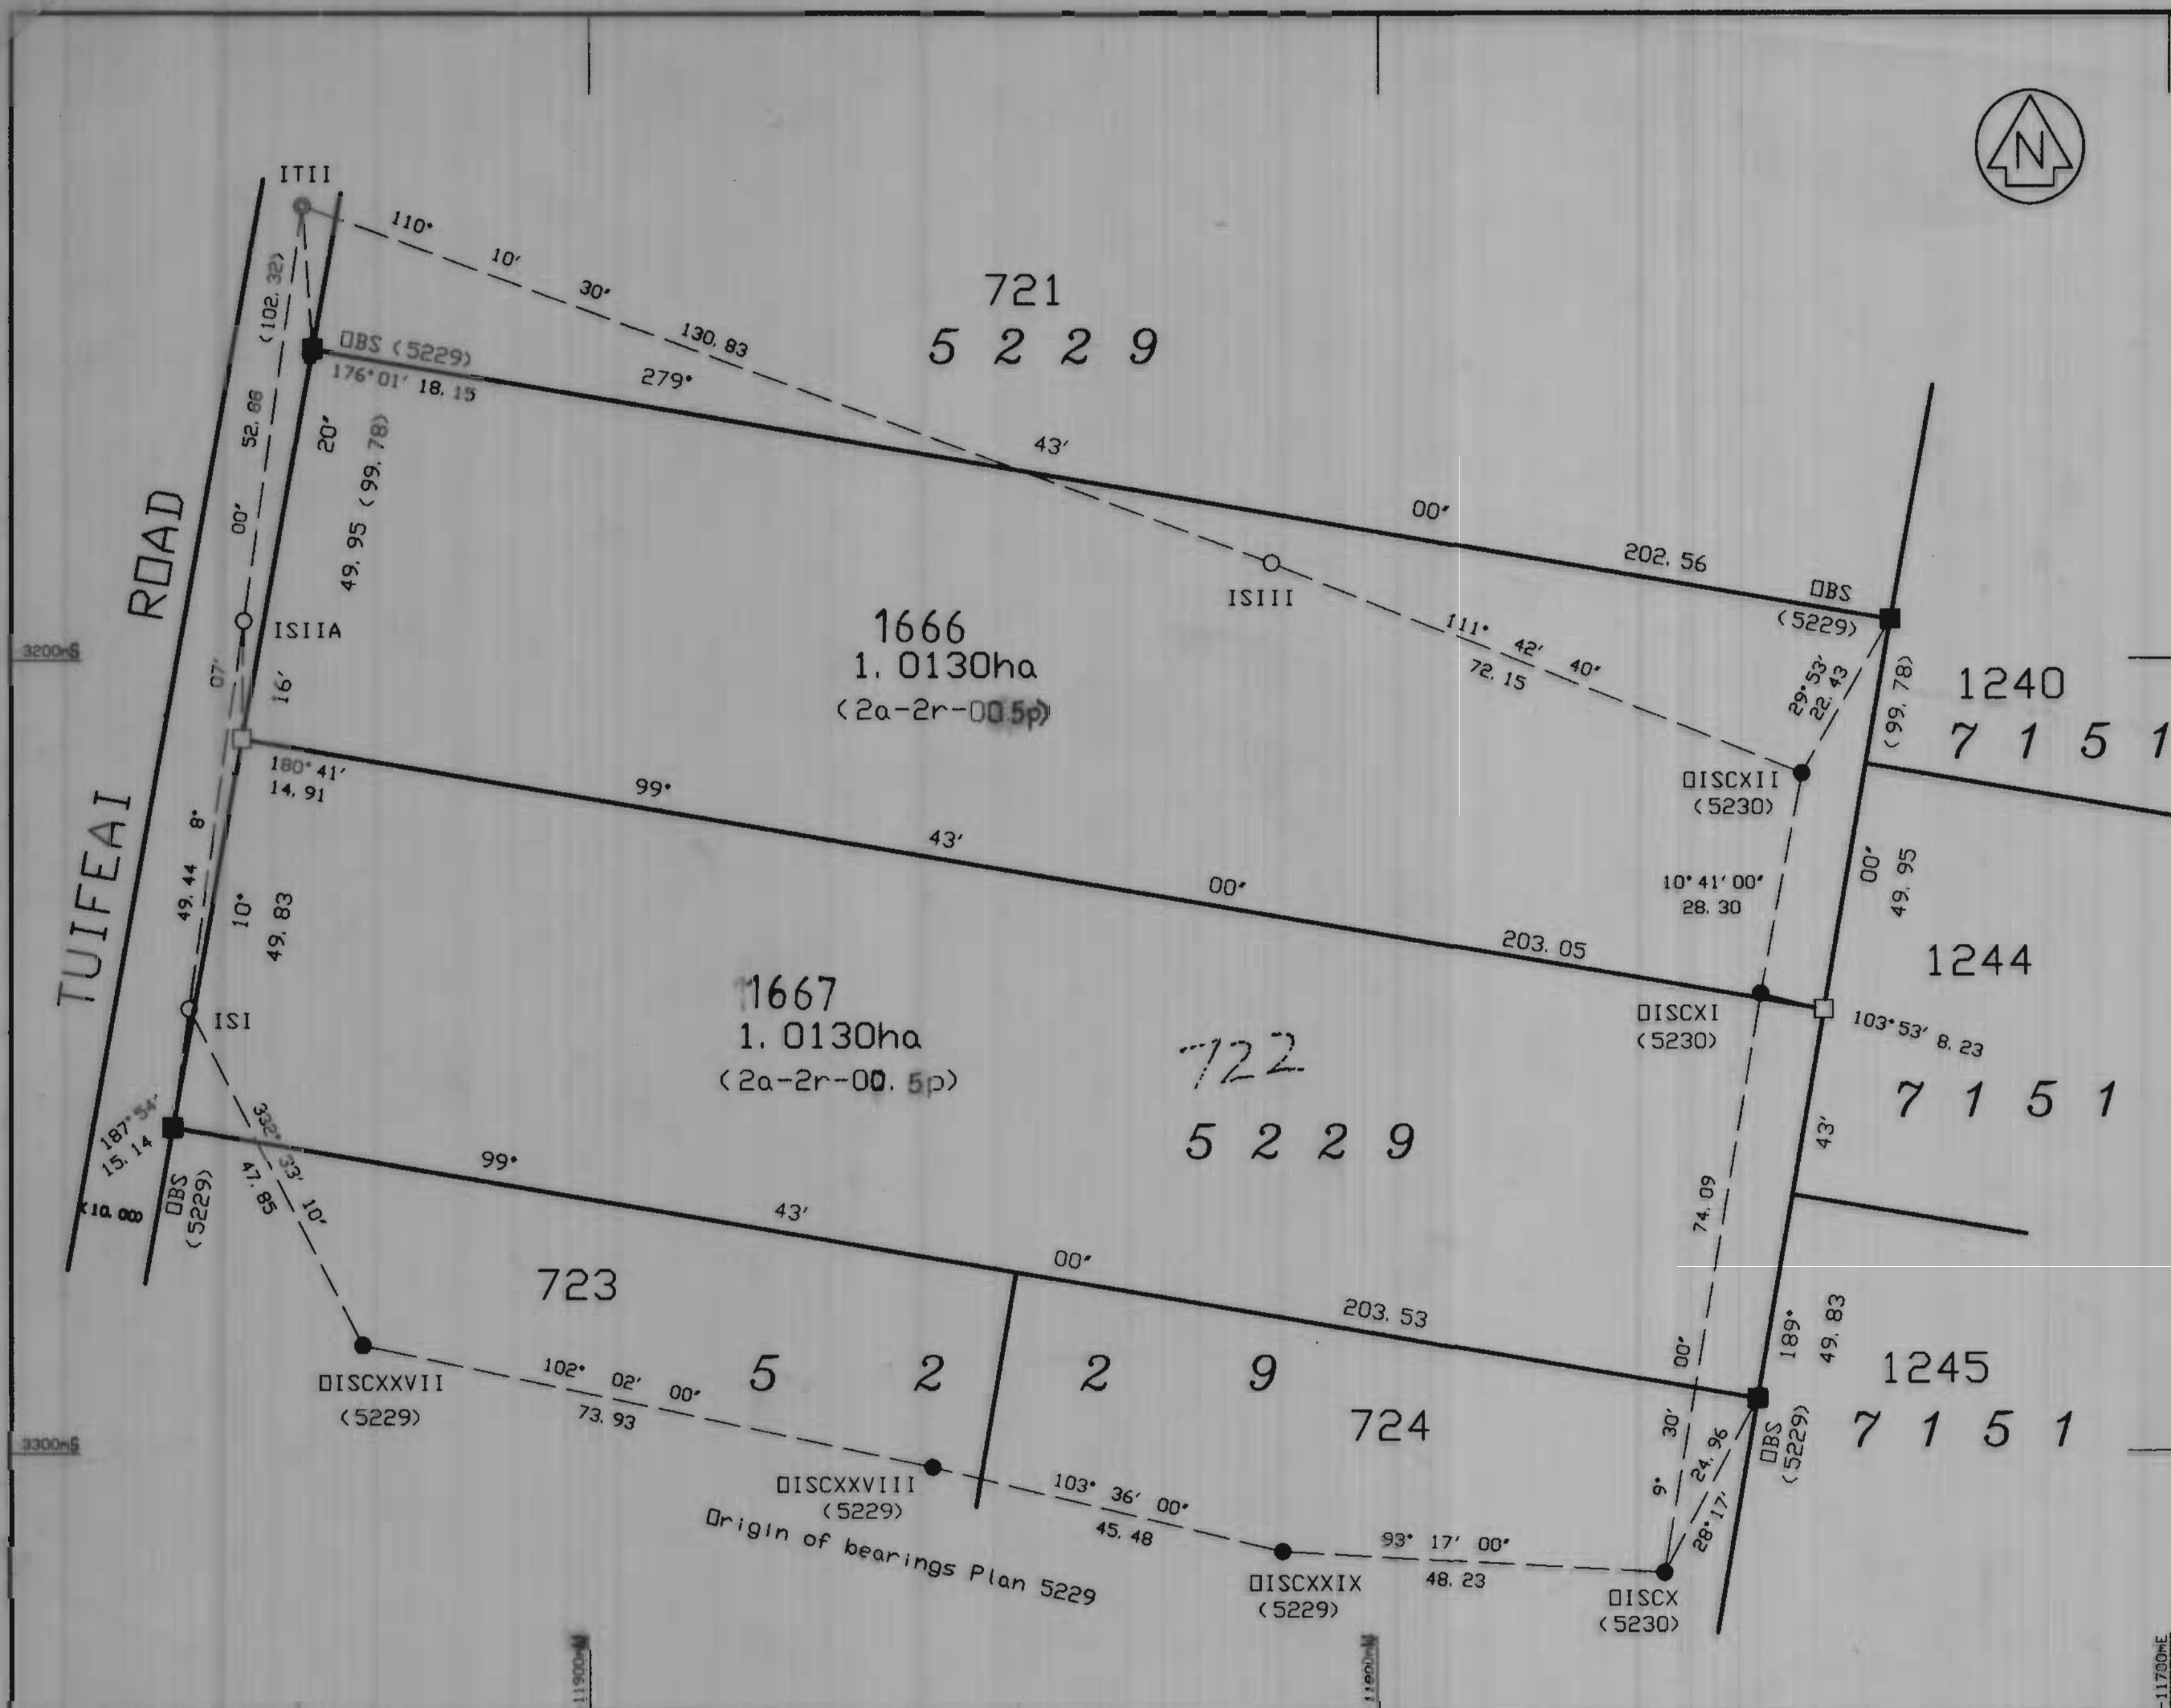 N
ITII
110° 10′ 30″
130.83
(102.32)
721
5 2 2 9
OBS (5229)
176°01′ 18.15
279° 43′ 00″
202.56
52.88
00″
20″
49.95 (99.78)
ROAD
OBS
(5229)
ISIII
ISIIA
3200mS
1666
1.0130ha
(2a-2r-00.5p)
111° 42′ 40″
72.15
29°53′
22.43
(99.78)
1240
7 1 5 1
07′
16′
OISCXII
(5230)
180°41′
14.91
99° 43′ 00″
203.05
TUIFEAI
8°
49.44
10°
49.83
10°41′00″
28.30
00″
49.95
1244
7 1 5 1
1667
1.0130ha
(2a-2r-00.5p)
ISI
OISCXI
(5230)
103°53′ 8.23
722
5 2 2 9
187°54′
15.14
(10.00)
OBS
(5229)
332° 33′ 10″
47.85
99° 43′ 00″
203.53
43′
74.09
00″
30′
9°
189°
49.83
723
5 2 2 9
724
1245
7 1 5 1
OISCXXVII
(5229)
102° 02′ 00″
73.93
3300mS
OISCXXVIII
(5229)
103° 36′ 00″
45.48
Origin of bearings Plan 5229
93° 17′ 00″
48.23
24.96
28°17′
OBS
(5229)
OISCXXIX
(5229)
OISCX
(5230)
-11700mE